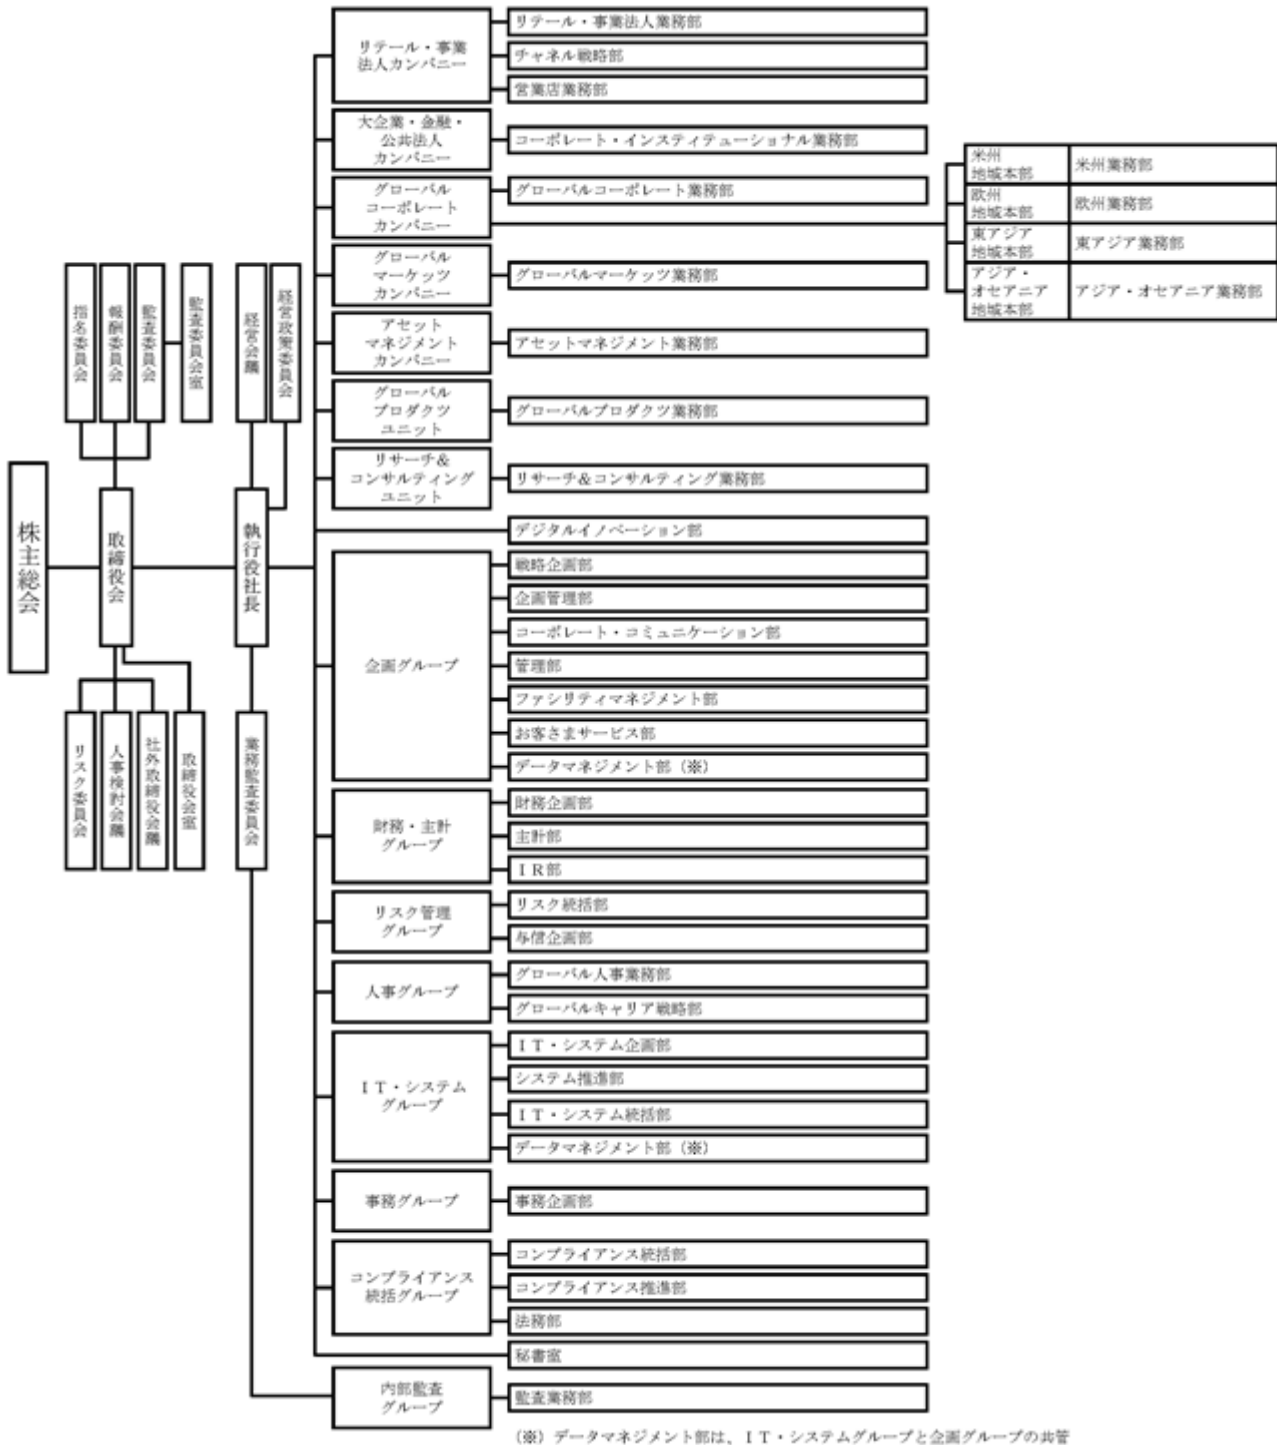 株主総会
指名委員会
報酬委員会
監査委員会
監査委員会室
取締役会
リスク委員会
人事検討会議
社外取締役会議
取締役会室
経営会議
経営政策委員会
執行役社長
業務監査委員会
リテール・事業
法人カンパニー
リテール・事業法人業務部
チャネル戦略部
営業店業務部
大企業・金融・
公共法人
カンパニー
コーポレート・インスティテューショナル業務部
グローバル
コーポレート
カンパニー
グローバルコーポレート業務部
米州
地域本部
米州業務部
欧州
地域本部
欧州業務部
東アジア
地域本部
東アジア業務部
アジア・
オセアニア
地域本部
アジア・オセアニア業務部
グローバル
マーケッツ
カンパニー
グローバルマーケッツ業務部
アセット
マネジメント
カンパニー
アセットマネジメント業務部
グローバル
プロダクツ
ユニット
グローバルプロダクツ業務部
リサーチ&
コンサルティング
ユニット
リサーチ&コンサルティング業務部
デジタルイノベーション部
企画グループ
戦略企画部
企画管理部
コーポレート・コミュニケーション部
管理部
ファシリティマネジメント部
お客さまサービス部
データマネジメント部(※)
財務・主計
グループ
財務企画部
主計部
IR部
リスク管理
グループ
リスク統括部
与信企画部
人事グループ
グローバル人事業務部
グローバルキャリア戦略部
IT・システム
グループ
IT・システム企画部
システム推進部
IT・システム統括部
データマネジメント部(※)
事務グループ
事務企画部
コンプライアンス
統括グループ
コンプライアンス統括部
コンプライアンス推進部
法務部
秘書室
内部監査
グループ
監査業務部
(※)データマネジメント部は、IT・システムグループと企画グループの共管